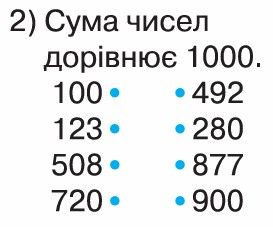 2) Сума чисел
дорівнює 1000.
100 • • 492
123 • • 280
508 • • 877
720 • • 900